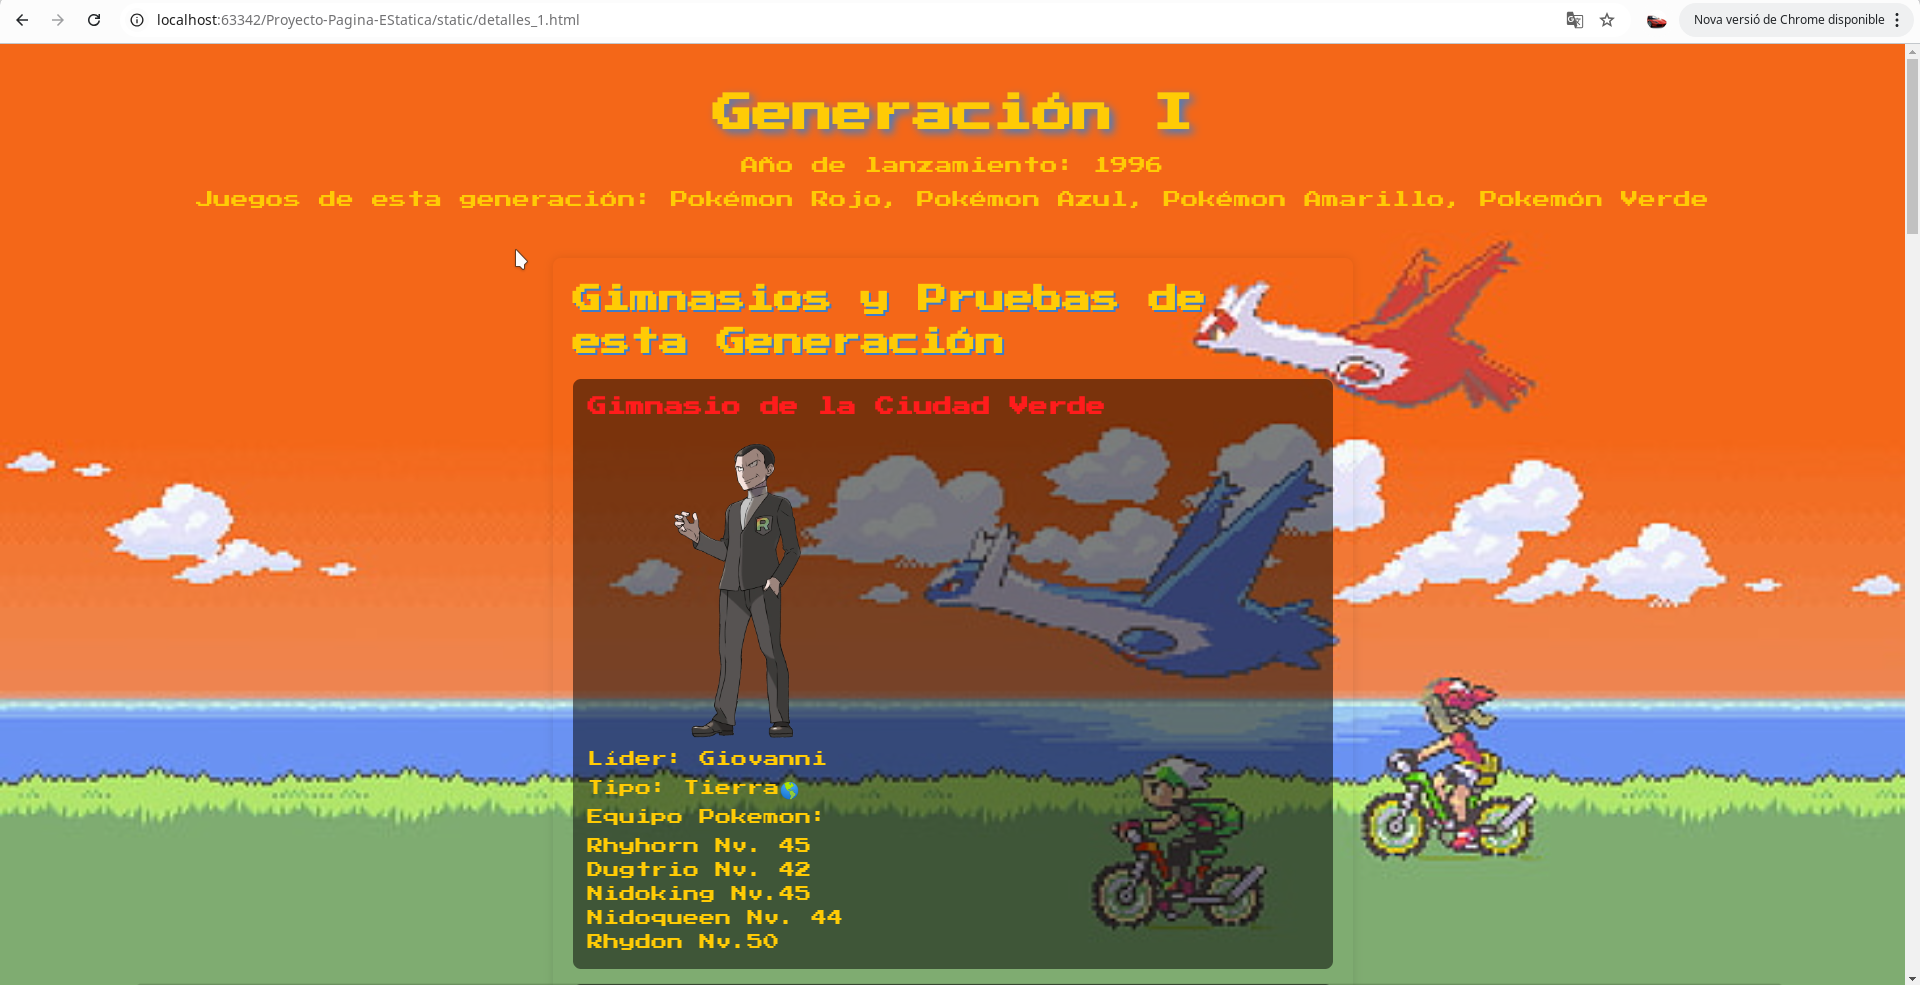 localhost:63342/Proyecto-Pagina-EStatica/static/detalles_1.html
Nova versió de Chrome disponible
Generación I
Año de lanzamiento: 1996
Juegos de esta generación: Pokémon Rojo, Pokémon Azul, Pokémon Amarillo, Pokemón Verde
Gimnasios y Pruebas de
esta Generación
Gimnasio de la Ciudad Verde
R
Líder: Giovanni
Tipo: Tierra🌎
Equipo Pokemon:
Rhyhorn Nv. 45
Dugtrio Nv. 42
Nidoking Nv.45
Nidoqueen Nv. 44
Rhydon Nv.50